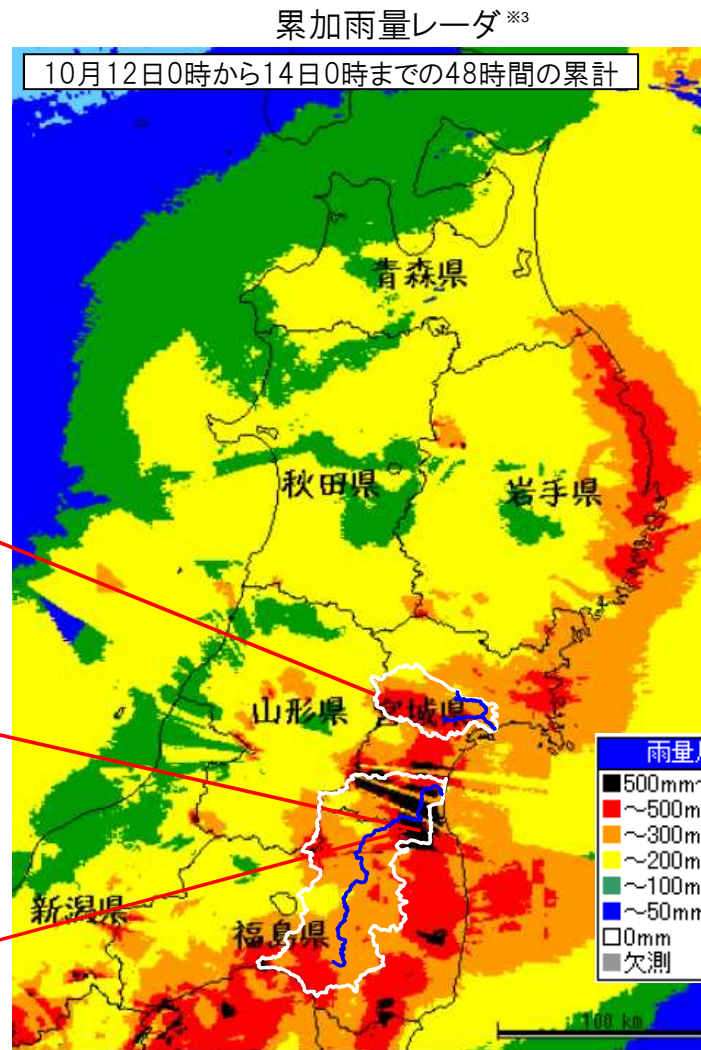 累加雨量レーダ※3
10月12日0時から14日0時までの48時間の累計
青森県
秋田県
岩手県
山形県
宮城県
新潟県
福島県
雨量
500mm~
~500m
~300m
~200m
~100m
~50mm
0mm
欠測
100 km